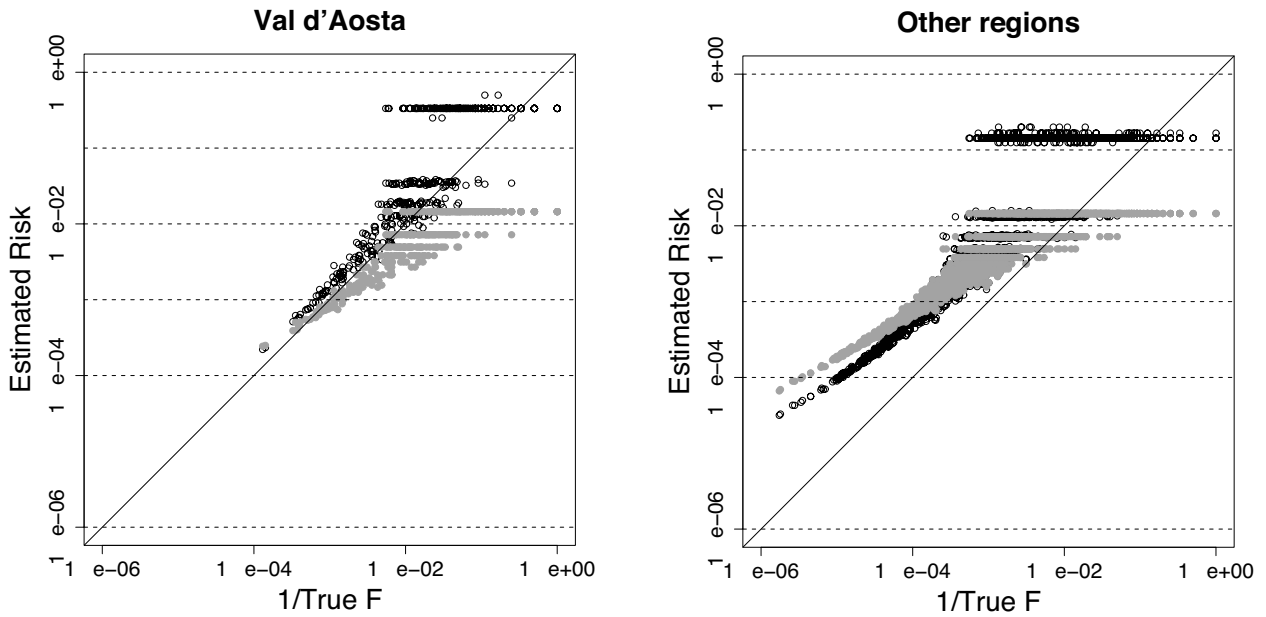 Val d’Aosta
Estimated Risk
1 e−06
1 e−04
1 e−02
1 e+00
1 e−06
1 e−04
1 e−02
1 e+00
1/True F
Other regions
Estimated Risk
1 e−06
1 e−04
1 e−02
1 e+00
1 e−06
1 e−04
1 e−02
1 e+00
1/True F